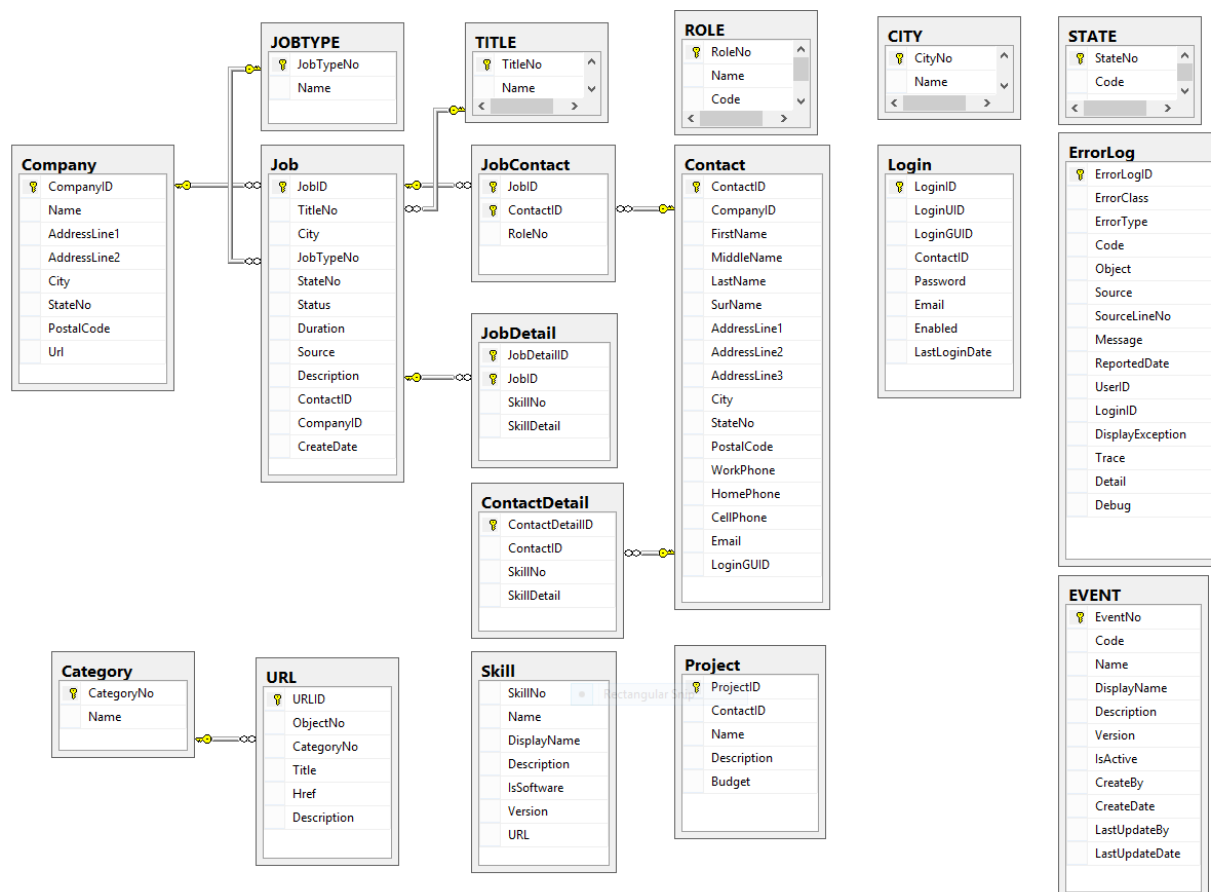 JOBTYPE
JobTypeNo
Name
TITLE
TitleNo
Name
ROLE
RoleNo
Name
Code
CITY
CityNo
Name
STATE
StateNo
Code
Company
CompanyID
Name
AddressLine1
AddressLine2
City
StateNo
PostalCode
Url
Job
JobID
TitleNo
City
JobTypeNo
StateNo
Status
Duration
Source
Description
ContactID
CompanyID
CreateDate
JobContact
JobID
ContactID
RoleNo
JobDetail
JobDetailID
JobID
SkillNo
SkillDetail
ContactDetail
ContactDetailID
ContactID
SkillNo
SkillDetail
Contact
ContactID
CompanyID
FirstName
MiddleName
LastName
SurName
AddressLine1
AddressLine2
AddressLine3
City
StateNo
PostalCode
WorkPhone
HomePhone
CellPhone
Email
LoginGUID
Login
LoginID
LoginUID
LoginGUID
ContactID
Password
Email
Enabled
LastLoginDate
ErrorLog
ErrorLogID
ErrorClass
ErrorType
Code
Object
Source
SourceLineNo
Message
ReportedDate
UserID
LoginID
DisplayException
Trace
Detail
Debug
Category
CategoryNo
Name
URL
URLID
ObjectNo
CategoryNo
Title
Href
Description
Skill
SkillNo
Name
DisplayName
Description
IsSoftware
Version
URL
Rectangular Snip
Project
ProjectID
ContactID
Name
Description
Budget
EVENT
EventNo
Code
Name
DisplayName
Description
Version
IsActive
CreateBy
CreateDate
LastUpdateBy
LastUpdateDate